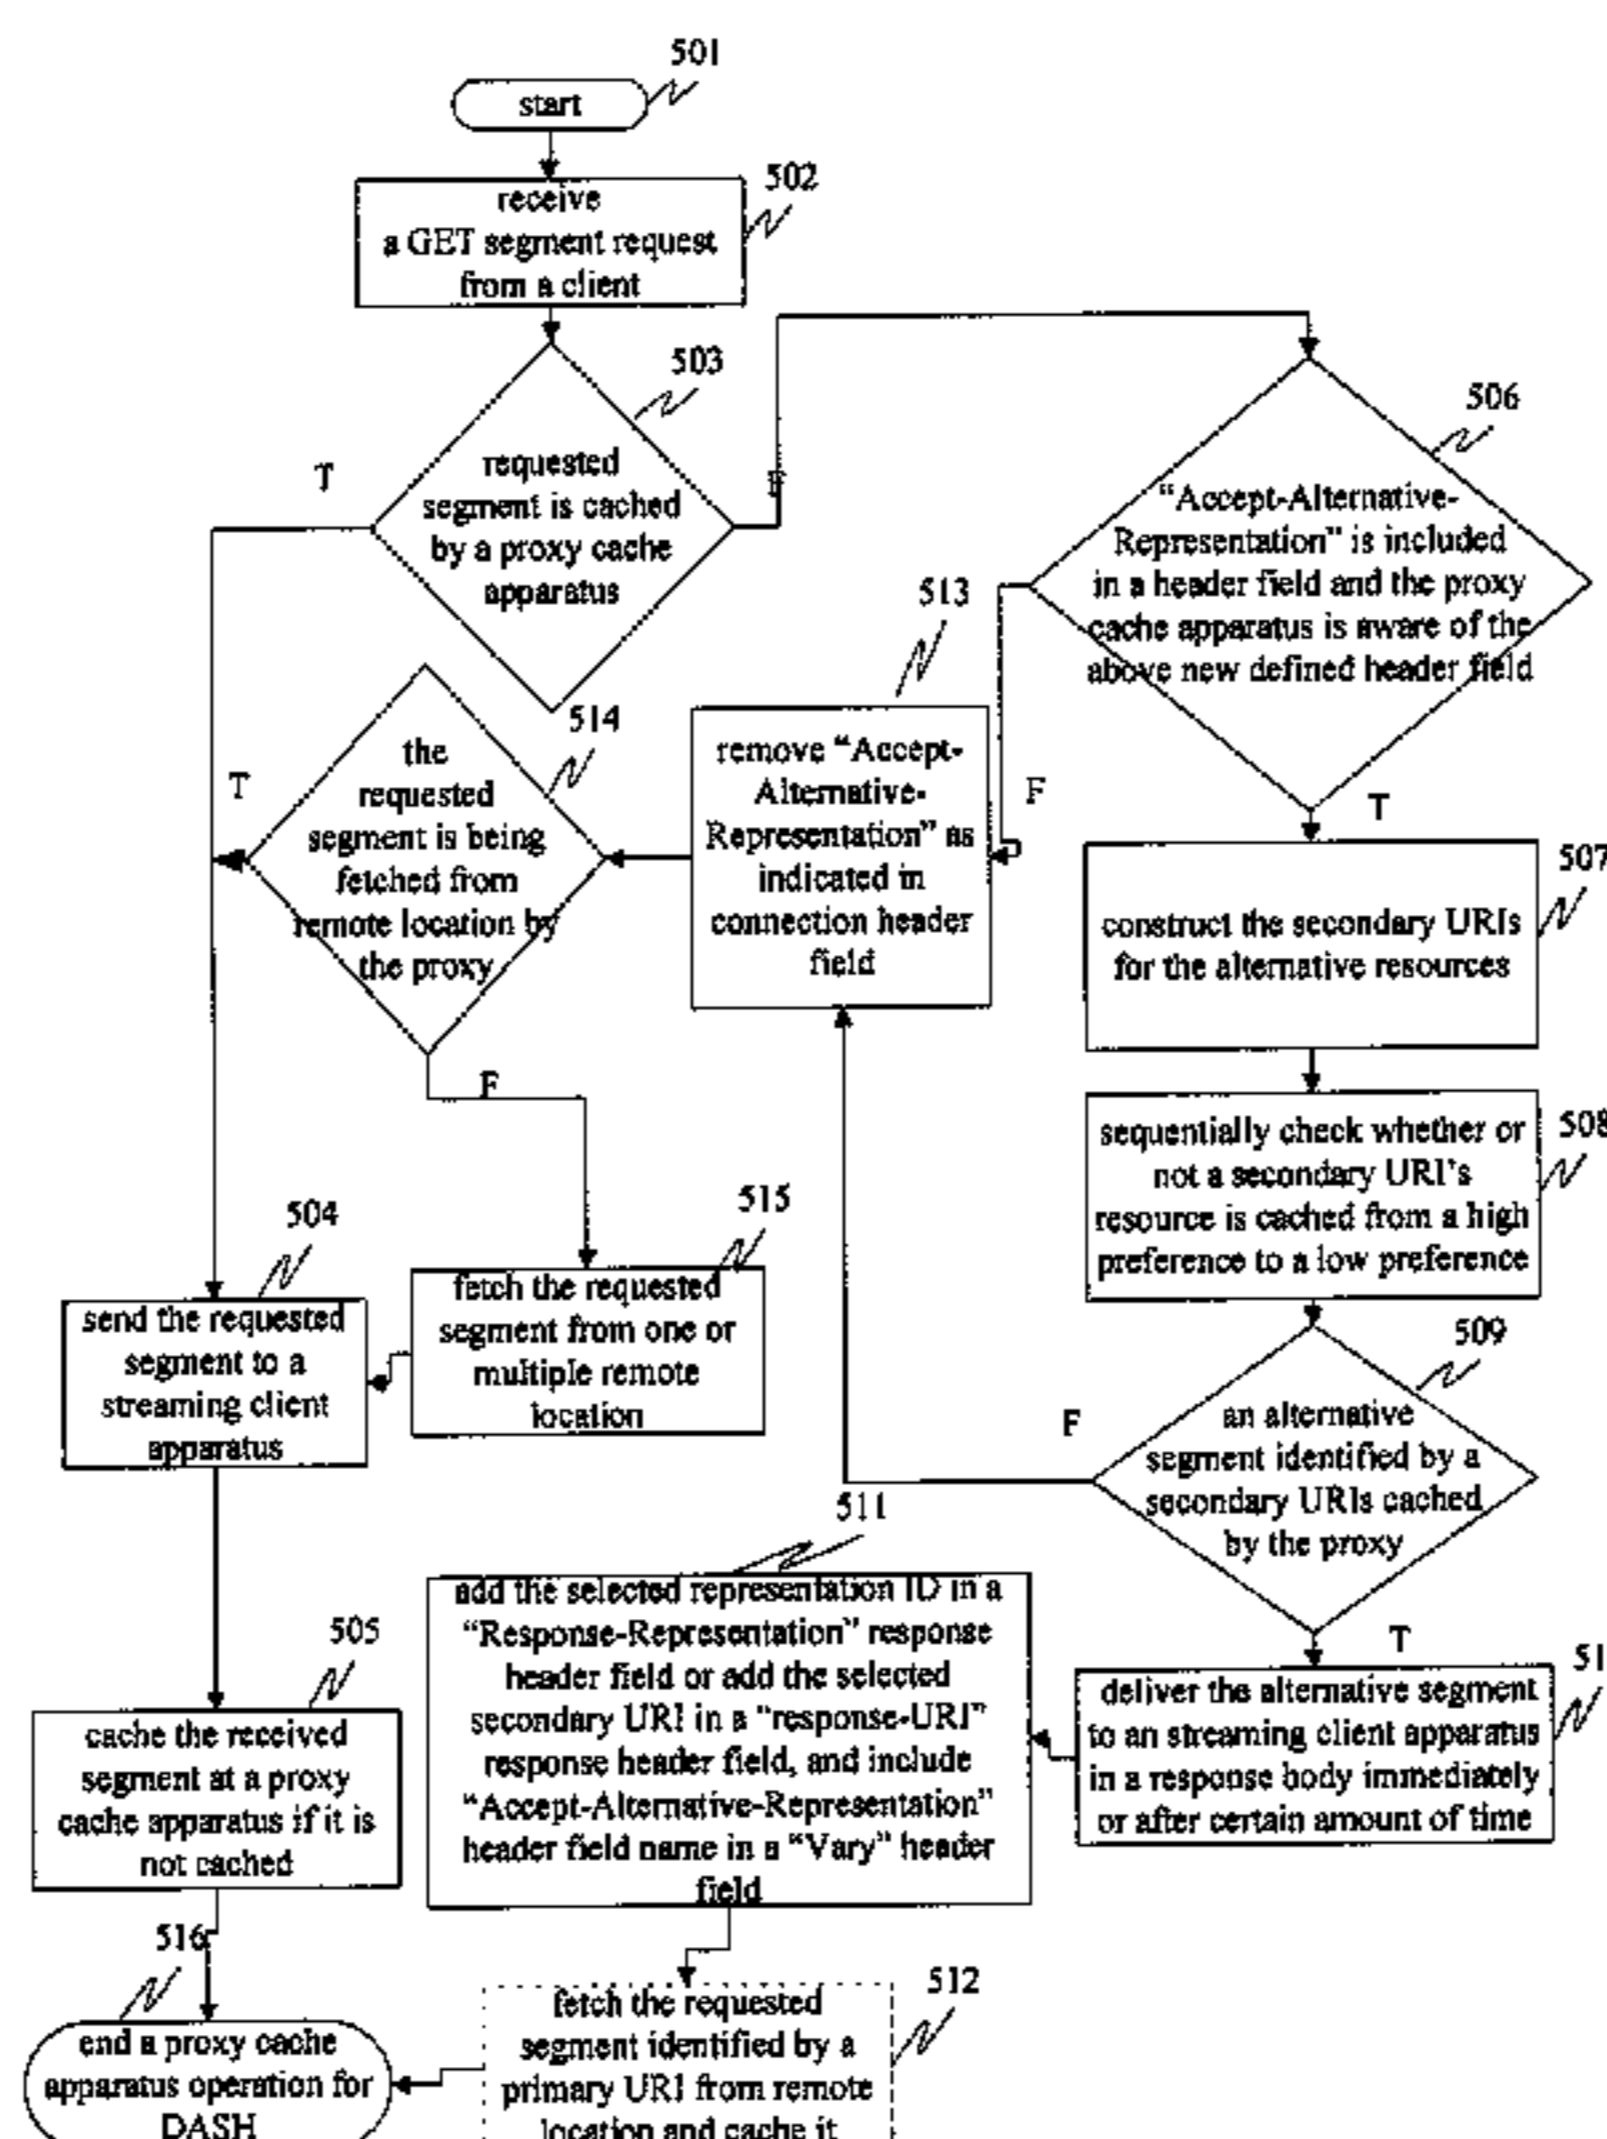 501
start
502
receive
a GET segment request
from a client
503
requested
segment is cached
by a proxy cache
apparatus
T
F
506
"Accept-Alternative-
Representation" is included
in a header field and the proxy
cache apparatus is aware of the
above new defined header field
513
remove "Accept-
Alternative-
Representation" as
indicated in
connection header
field
F
T
514
the
requested
segment is being
fetched from
remote location by
the proxy
T
F
507
construct the secondary URIs
for the alternative resources
508
sequentially check whether or
not a secondary URI's
resource is cached from a high
preference to a low preference
515
fetch the requested
segment from one or
multiple remote
location
504
send the requested
segment to a
streaming client
apparatus
509
an alternative
segment identified by a
secondary URIs cached
by the proxy
F
T
511
add the selected representation ID in a
"Response-Representation" response
header field or add the selected
secondary URI in a "response-URI"
response header field, and include
"Accept-Alternative-Representation"
header field name in a "Vary" header
field
51
deliver the alternative segment
to an streaming client apparatus
in a response body immediately
or after certain amount of time
505
cache the received
segment at a proxy
cache apparatus if it is
not cached
516
end a proxy cache
apparatus operation for
DASH
512
fetch the requested
segment identified by a
primary URI from remote
location and cache it